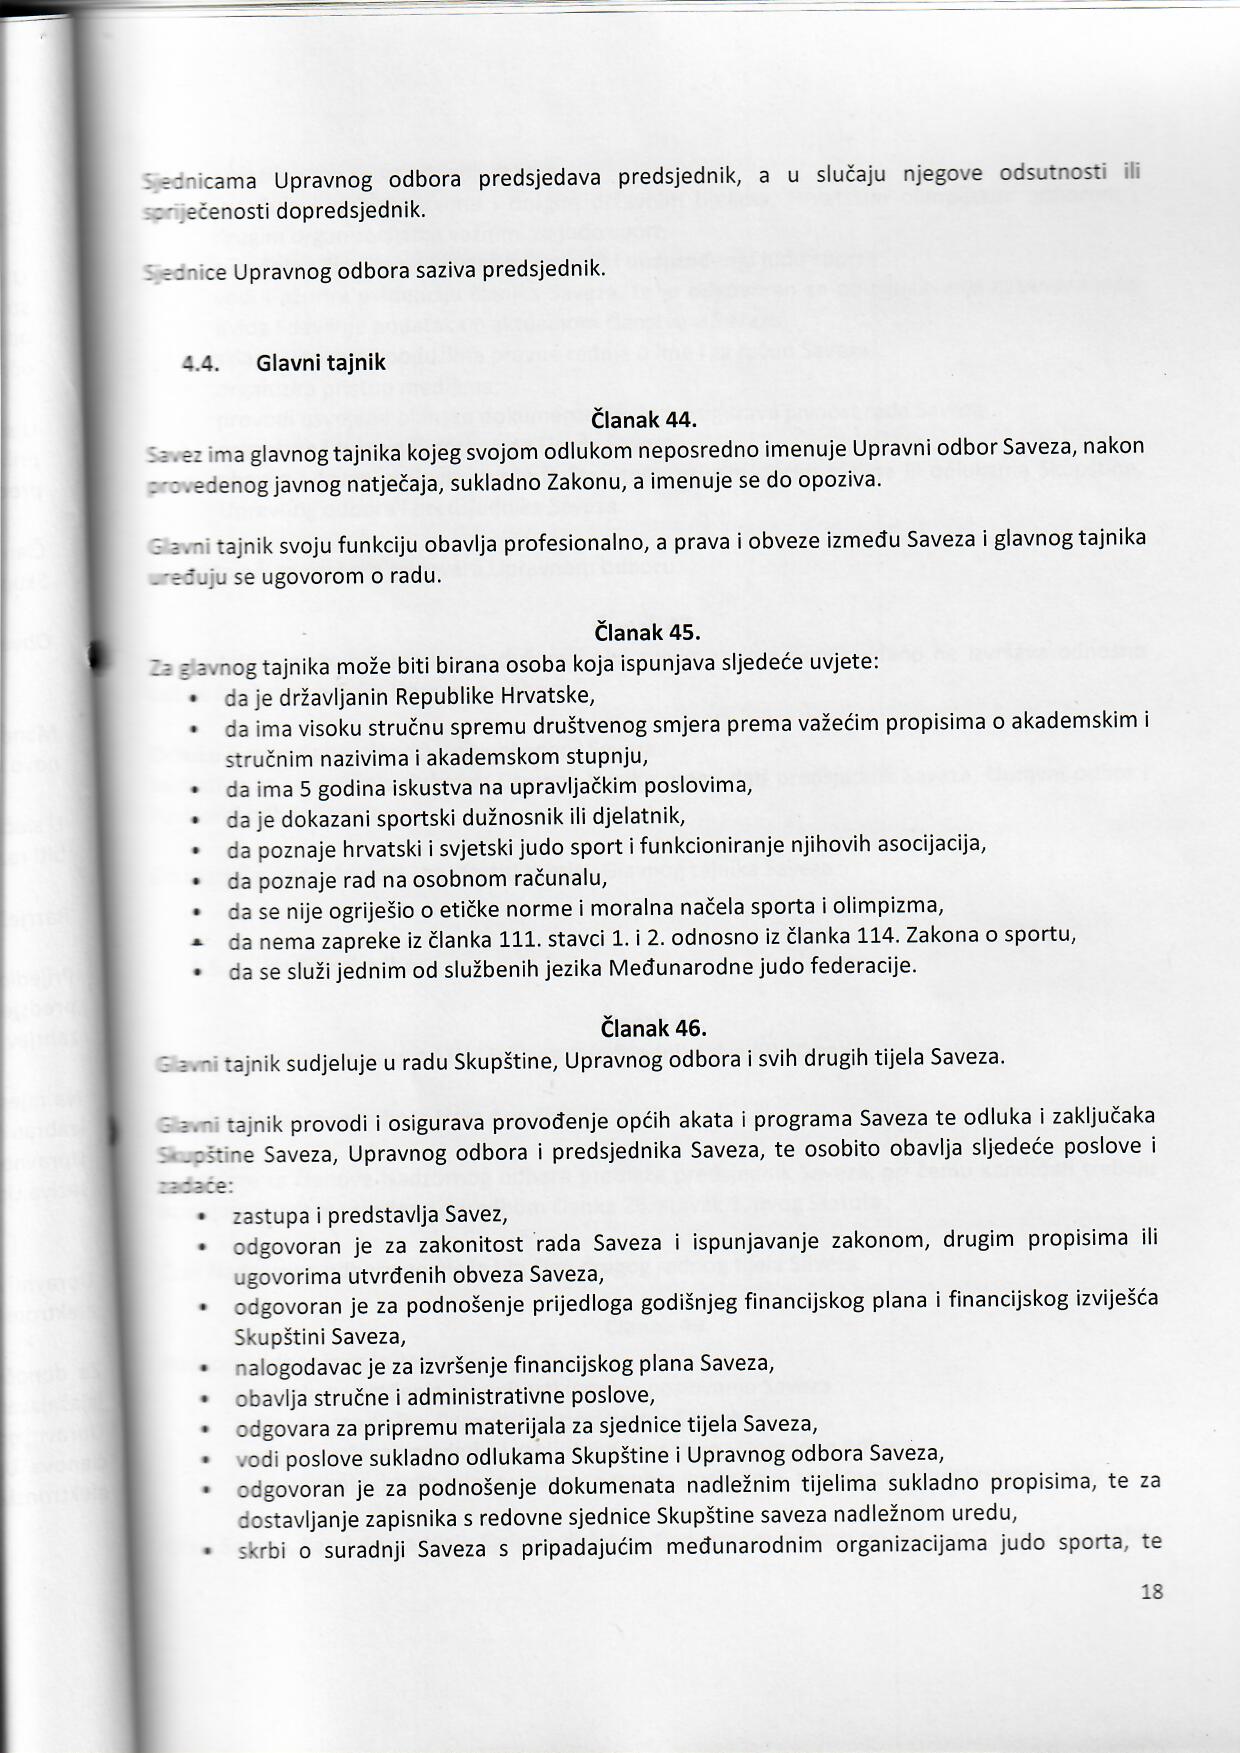 Sjednicama Upravnog odbora predsjedava predsjednik, a u slučaju njegove odsutnosti ili
spriječenosti dopredsjednik.
Sjednice Upravnog odbora saziva predsjednik.
4.4. Glavni tajnik
Članak 44.
Savez ima glavnog tajnika kojeg svojom odlukom neposredno imenuje Upravni odbor Saveza, nakon
provedenog javnog natječaja, sukladno Zakonu, a imenuje se do opoziva.
Glavni tajnik svoju funkciju obavlja profesionalno, a prava i obveze između Saveza i glavnog tajnika
uređuju se ugovorom o radu.
Članak 45.
Za glavnog tajnika može biti birana osoba koja ispunjava sljedeće uvjete:
• da je državljanin Republike Hrvatske,
• da ima visoku stručnu spremu društvenog smjera prema važećim propisima o akademskim i
stručnim nazivima i akademskom stupnju,
• da ima 5 godina iskustva na upravljačkim poslovima,
• da je dokazani sportski dužnosnik ili djelatnik,
• da poznaje hrvatski i svjetski judo sport i funkcioniranje njihovih asocijacija,
• da poznaje rad na osobnom računalu,
• da se nije ogriješio o etičke norme i moralna načela sporta i olimpizma,
• da nema zapreke iz članka 111. stavci 1. i 2. odnosno iz članka 114. Zakona o sportu,
• da se služi jednim od službenih jezika Međunarodne judo federacije.
Članak 46.
Glavni tajnik sudjeluje u radu Skupštine, Upravnog odbora i svih drugih tijela Saveza.
Glavni tajnik provodi i osigurava provođenje općih akata i programa Saveza te odluka i zaključaka
Skupštine Saveza, Upravnog odbora i predsjednika Saveza, te osobito obavlja sljedeće poslove i
zadaće:
• zastupa i predstavlja Savez,
• odgovoran je za zakonitost rada Saveza i ispunjavanje zakonom, drugim propisima ili
ugovorima utvrđenih obveza Saveza,
• odgovoran je za podnošenje prijedloga godišnjeg financijskog plana i financijskog izviješća
Skupštini Saveza,
• nalogodavac je za izvršenje financijskog plana Saveza,
• obavlja stručne i administrativne poslove,
• odgovara za pripremu materijala za sjednice tijela Saveza,
• vodi poslove sukladno odlukama Skupštine i Upravnog odbora Saveza,
• odgovoran je za podnošenje dokumenata nadležnim tijelima sukladno propisima, te za
dostavljanje zapisnika s redovne sjednice Skupštine saveza nadležnom uredu,
• skrbi o suradnji Saveza s pripadajućim međunarodnim organizacijama judo sporta, te
18